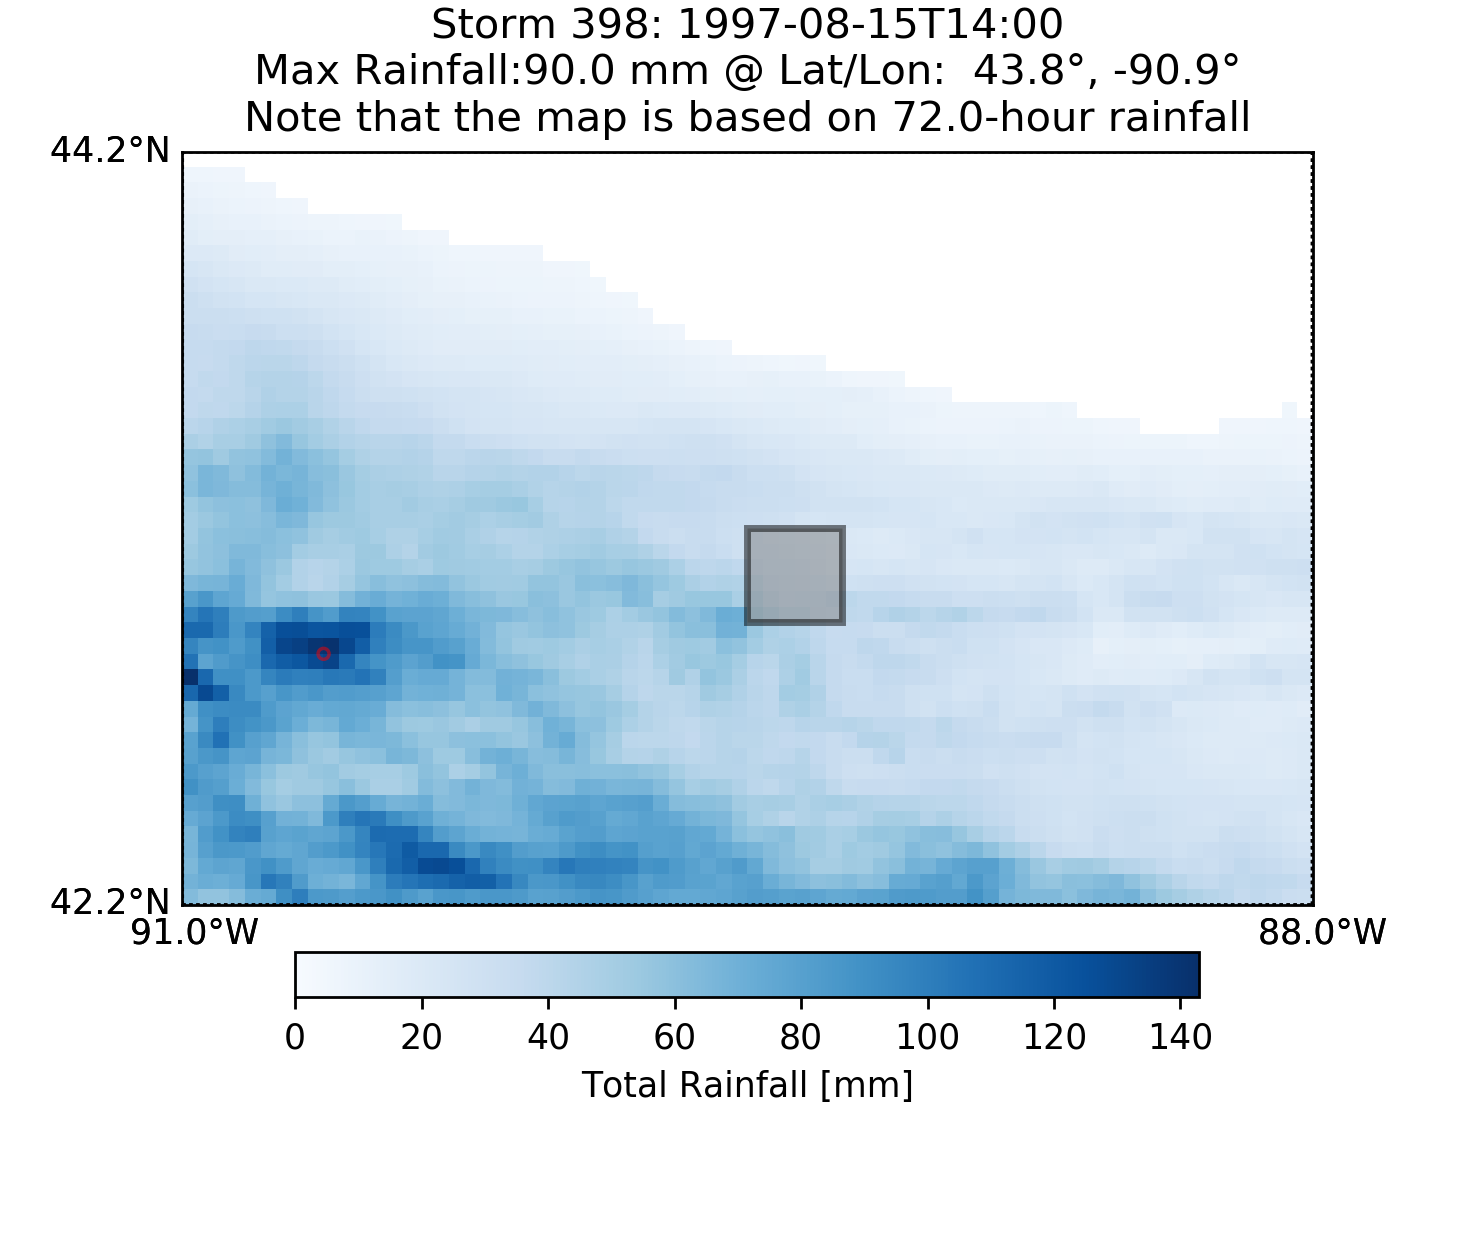 Storm 398: 1997-08-15T14:00
Max Rainfall:90.0 mm @ Lat/Lon:  43.8°, -90.9°
Note that the map is based on 72.0-hour rainfall
44.2°N
42.2°N
91.0°W 88.0°W
0 20 40 60 80 100 120 140
Total Rainfall [mm]